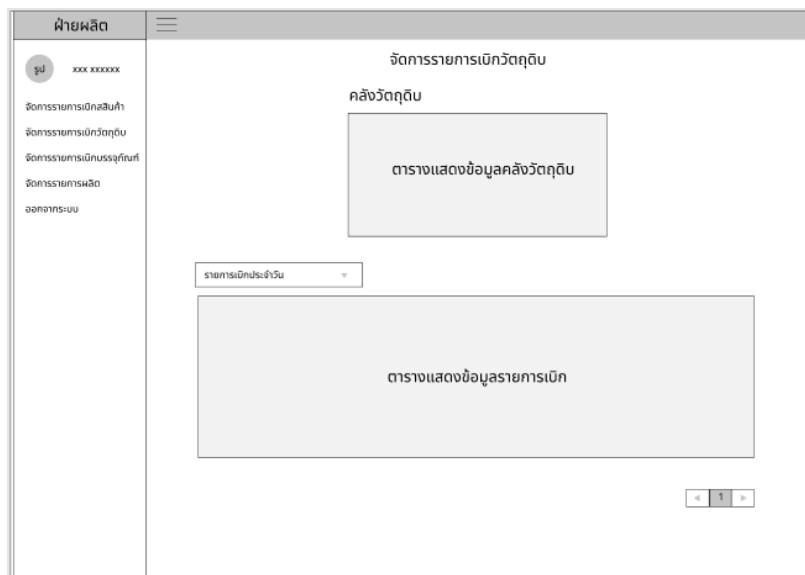 ฝ่ายผลิต
รูป
xxx xxxxxx
จัดการรายการเบิกสสินค้า
จัดการรายการเบิกวัตถุดิบ
จัดการรายการเบิกบรรจุภัณฑ์
จัดการรายการผลิต
ออกจากระบบ
จัดการรายการเบิกวัตถุดิบ
คลังวัตถุดิบ
ตารางแสดงข้อมูลคลังวัตถุดิบ
รายการเบิกประจำวัน
ตารางแสดงข้อมูลรายการเบิก
1